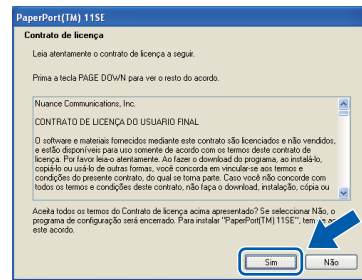 PaperPort(TM) 11SE
Contrato de licença
Leia atentamente o contrato de licença a seguir.
Prima a tecla PAGE DOWN para ver o resto do acordo.
Nuance Communications, Inc.
CONTRATO DE LICENÇA DO USUARIO FINAL
O software e materiais fornecidos mediante este contrato são licenciados e não vendidos,
e estão disponíveis para uso somente de acordo com os termos deste contrato de
licença. Por favor leia-o atentamente. Ao fazer o download do programa, ao instalá-lo,
copiá-lo ou usá-lo de outras formas, você concorda em vincular-se aos termos e
condições do presente contrato, do qual se torna parte. Caso você não concorde com
todos os termos e condições deste contrato, não faça o download, instalação, cópia ou
Aceita todos os termos do Contrato de licença acima apresentado? Se seleccionar Não, o
programa de configuração será encerrado. Para instalar "PaperPort(TM) 11SE", tem
este acordo.
Sim
Não